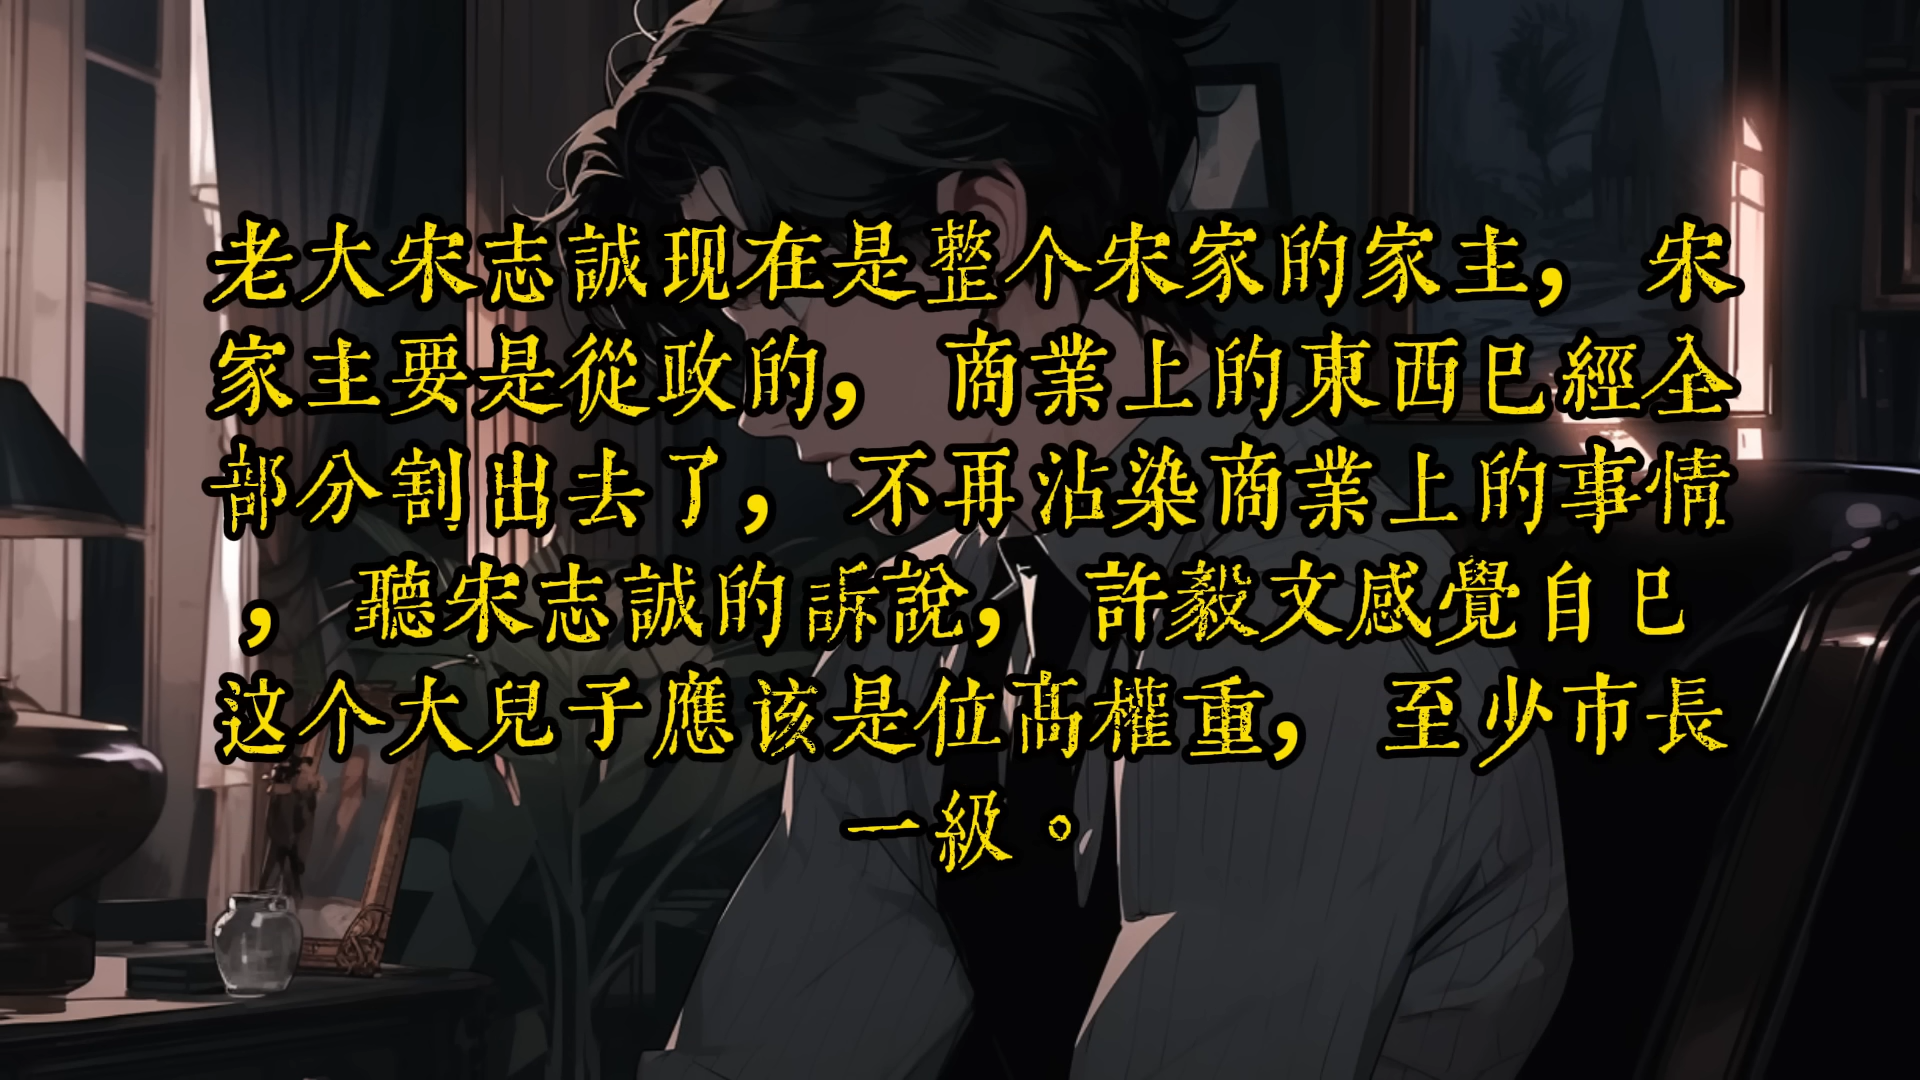 老大宋志誠现在是整个宋家的家主， 宋
家主要是從政的， 商業上的東西已經全
部分割出去了， 不再沾染商業上的事情
， 聽宋志誠的訴說， 許毅文感覺自己
这个大兒子應该是位高權重， 至少市長
一級。